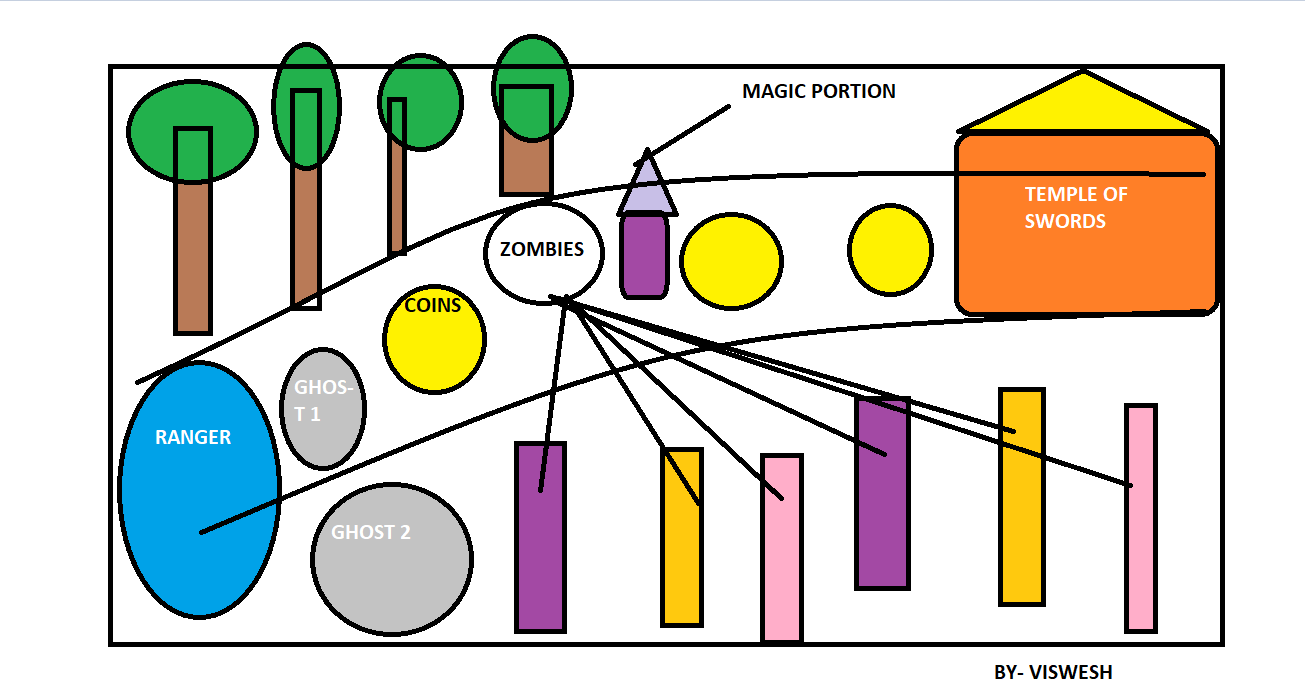 MAGIC PORTION
TEMPLE OF
SWORDS
ZOMBIES
COINS
GHOS-
T 1
RANGER
GHOST 2
BY- VISWESH